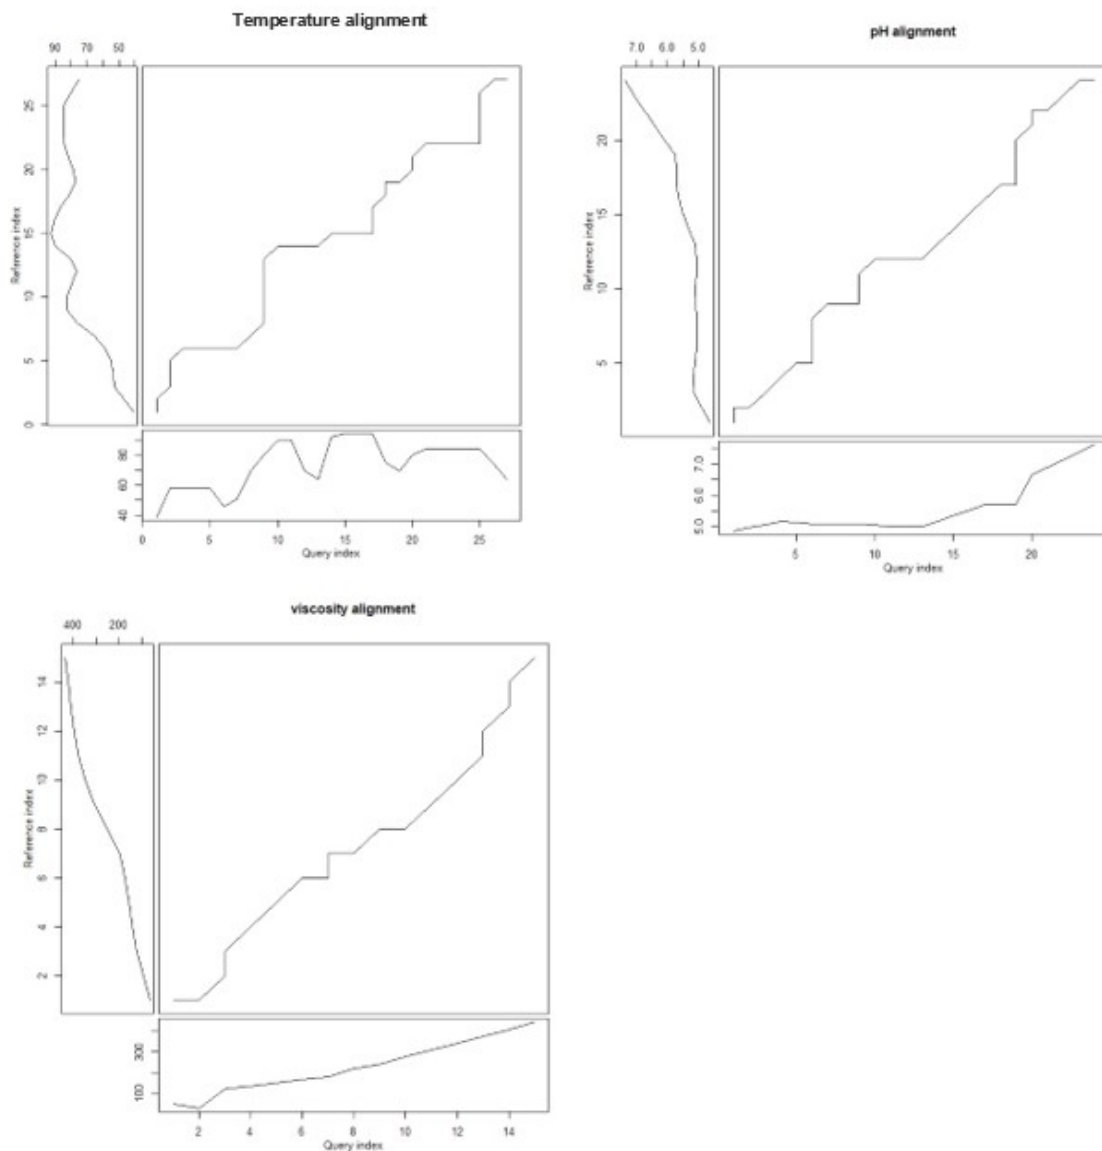 Temperature alignment
90 70 50
Reference index
25
20
15
10
5
0
80
60
40
0 5 10 15 20 25
Query index
pH alignment
7.0 6.0 5.0 4.0
Reference index
20
15
10
5
7.0
6.0
5.0
5 10 15 20
Query index
viscosity alignment
400 200
Reference index
14
12
10
8
6
4
2
300
100
2 4 6 8 10 12 14
Query index